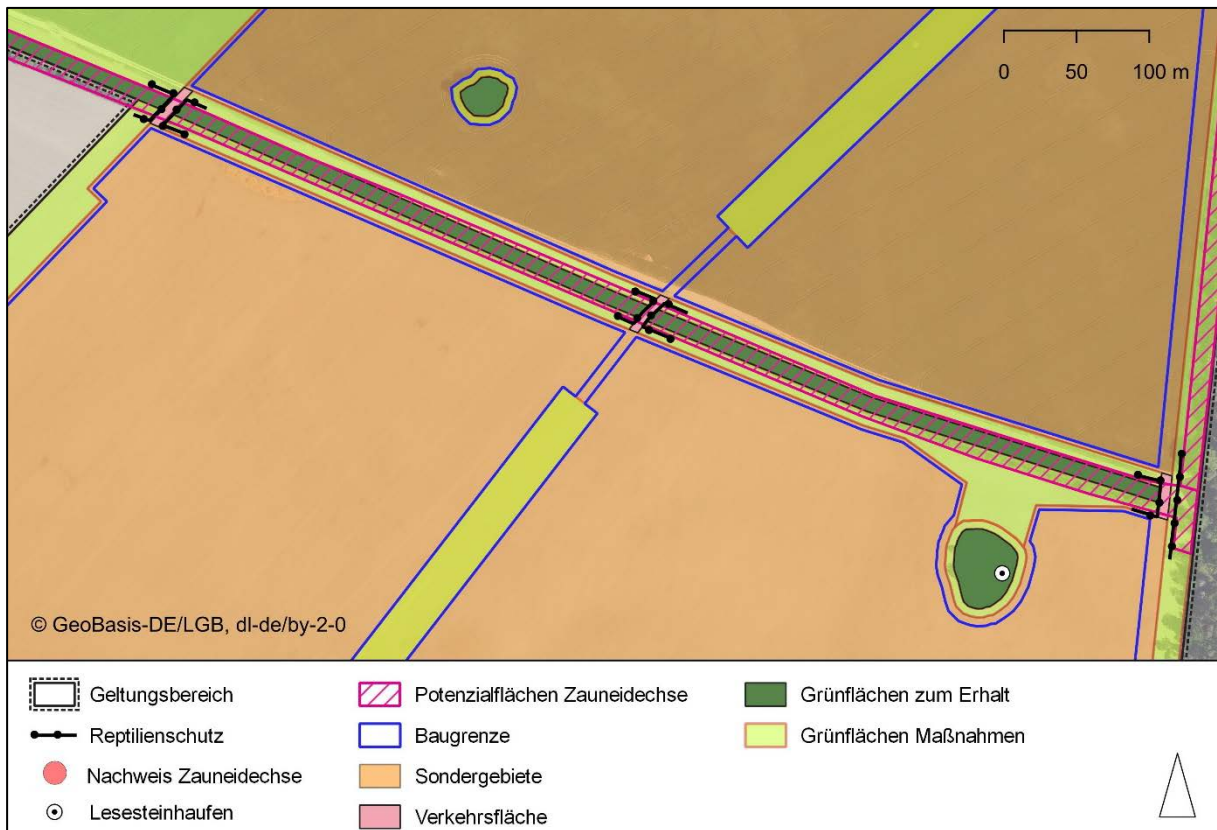 0 50 100 m
© GeoBasis-DE/LGB, dl-de/by-2-0
Geltungsbereich
Reptilienschutz
Nachweis Zauneidechse
Lesesteinhaufen
Potenzialflächen Zauneidechse
Baugrenze
Sondergebiete
Verkehrsfläche
Grünflächen zum Erhalt
Grünflächen Maßnahmen